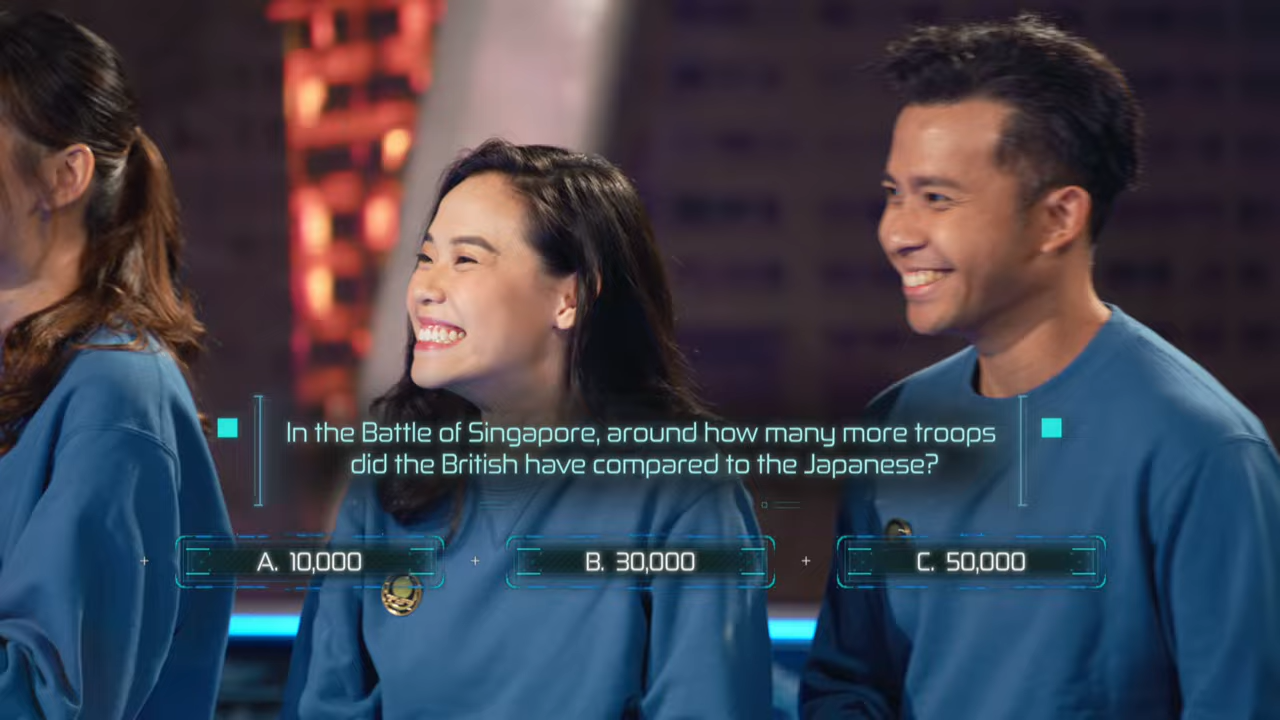 In the Battle of Singapore, around how many more troops
did the British have compared to the Japanese?
A. 10,000
B. 30,000
C. 50,000